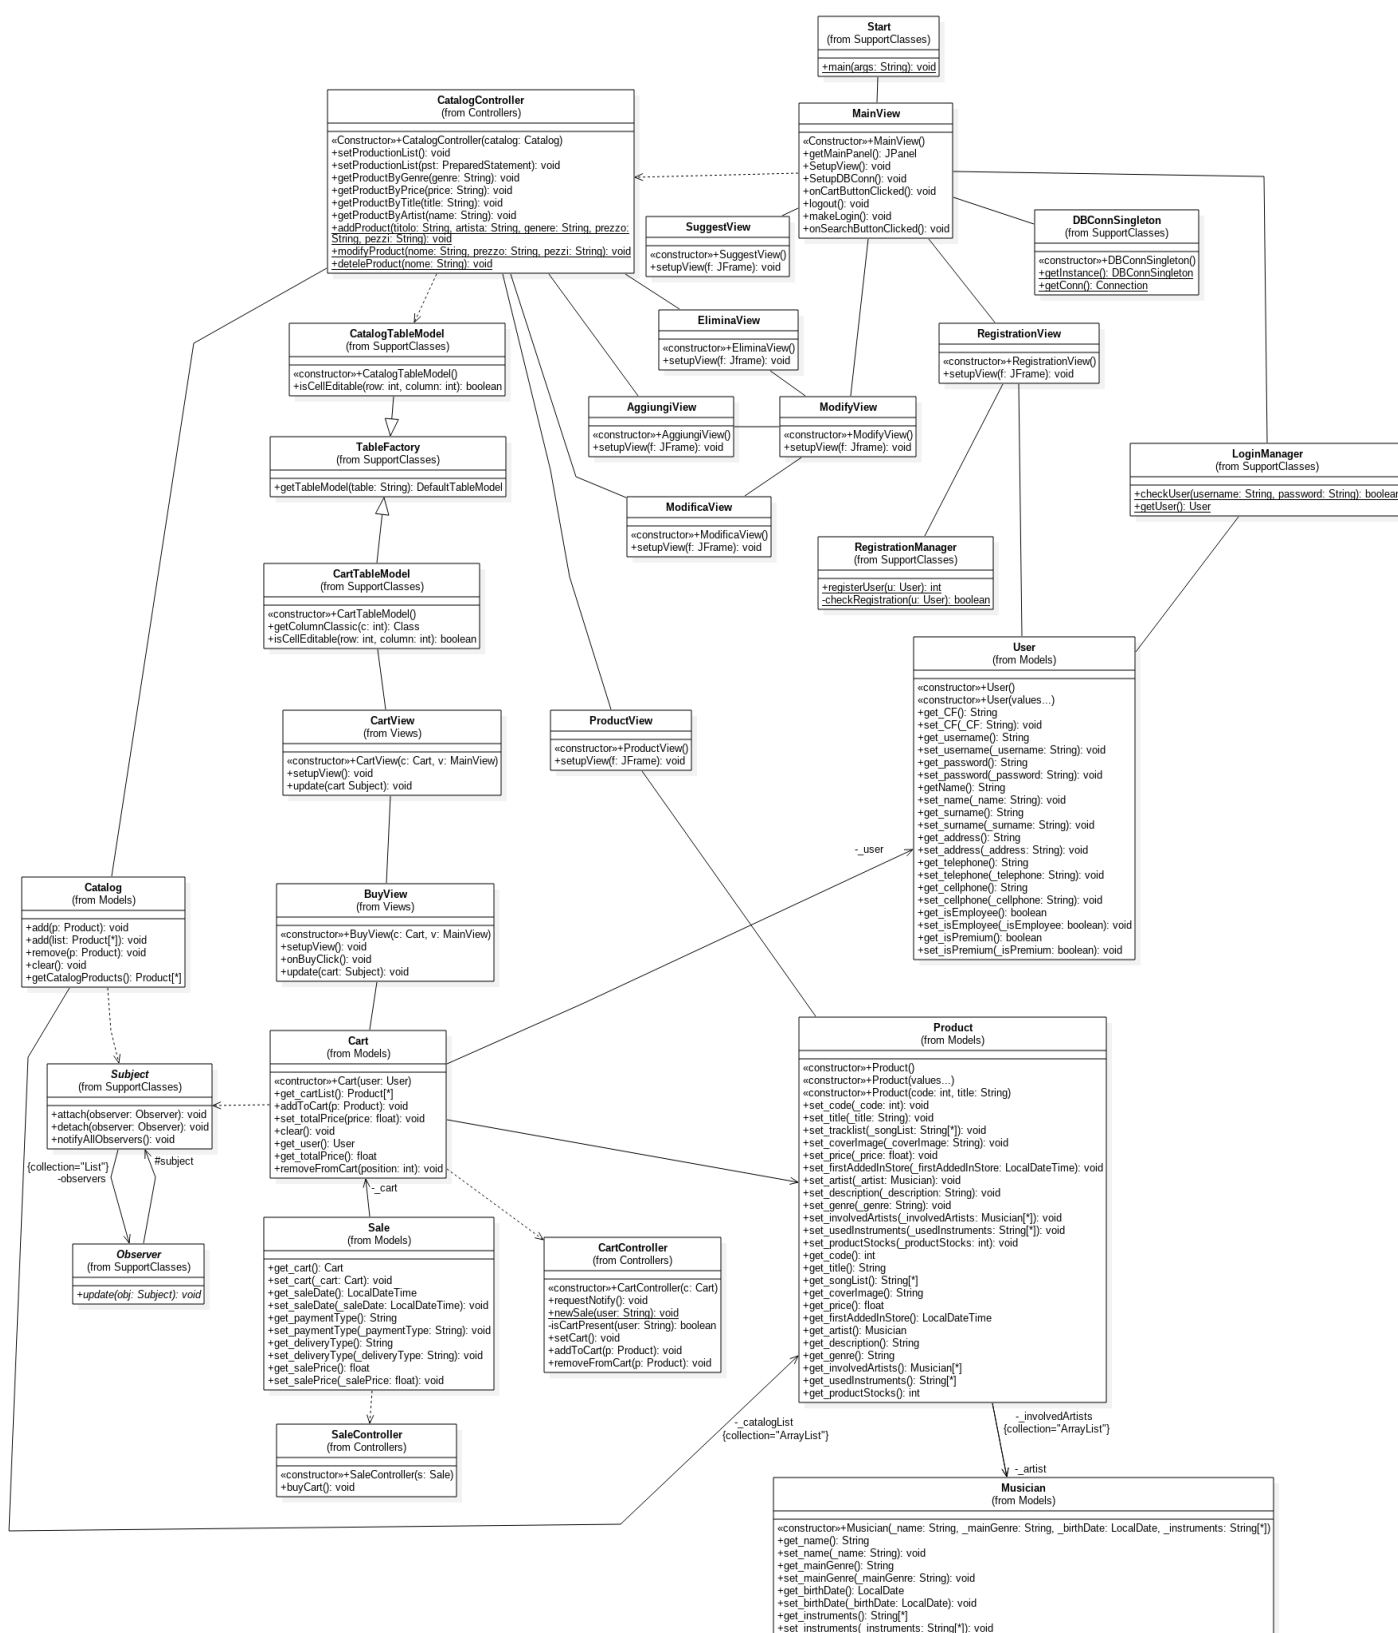 Start
(from SupportClasses)
+main(args: String): void
CatalogController
(from Controllers)
«Constructor»+CatalogController(catalog: Catalog)
+setProductionList(): void
+setProductionList(pst: PreparedStatement): void
+getProductByGenre(genre: String): void
+getProductByPrice(price: String): void
+getProductByTitle(title: String): void
+getProductByArtist(name: String): void
+addProduct(titolo: String, artista: String, genere: String, prezzo:
String, pezzi: String): void
+modifyProduct(nome: String, prezzo: String, pezzi: String): void
+deteleProduct(nome: String): void
MainView
«Constructor»+MainView()
+getMainPanel(): JPanel
+SetupView(): void
+SetupDBConn(): void
+onCartButtonClicked(): void
+logout(): void
+makeLogin(): void
+onSearchButtonClicked(): void
SuggestView
«constructor»+SuggestView()
+setupView(f: JFrame): void
DBConnSingleton
(from SupportClasses)
«constructor»+DBConnSingleton()
+getInstance(): DBConnSingleton
+getConn(): Connection
CatalogTableModel
(from SupportClasses)
«constructor»+CatalogTableModel()
+isCellEditable(row: int, column: int): boolean
EliminaView
«constructor»+EliminaView()
+setupView(f: Jframe): void
RegistrationView
«constructor»+RegistrationView()
+setupView(f: JFrame): void
AggiungiView
«constructor»+AggiungiView()
+setupView(f: JFrame): void
ModifyView
«constructor»+ModifyView()
+setupView(f: Jframe): void
TableFactory
(from SupportClasses)
+getTableModel(table: String): DefaultTableModel
LoginManager
(from SupportClasses)
+checkUser(username: String, password: String): boolean
+getUser(): User
ModificaView
«constructor»+ModificaView()
+setupView(f: JFrame): void
RegistrationManager
(from SupportClasses)
+registerUser(u: User): int
-checkRegistration(u: User): boolean
CartTableModel
(from SupportClasses)
«constructor»+CartTableModel()
+getColumnClassic(c: int): Class
+isCellEditable(row: int, column: int): boolean
User
(from Models)
«constructor»+User()
«constructor»+User(values...)
+get_CF(): String
+set_CF(_CF: String): void
+get_username(): String
+set_username(_username: String): void
+get_password(): String
+set_password(_password: String): void
+getName(): String
+set_name(_name: String): void
+get_surname(): String
+set_surname(_surname: String): void
+get_address(): String
+set_address(_address: String): void
+get_telephone(): String
+set_telephone(_telephone: String): void
+get_cellphone(): String
+set_cellphone(_cellphone: String): void
+get_isEmployee(): boolean
+set_isEmployee(_isEmployee: boolean): void
+get_isPremium(): boolean
+set_isPremium(_isPremium: boolean): void
CartView
(from Views)
«constructor»+CartView(c: Cart, v: MainView)
+setupView(): void
+update(cart Subject): void
ProductView
«constructor»+ProductView()
+setupView(f: JFrame): void
-_user
Catalog
(from Models)
+add(p: Product): void
+add(list: Product[*]): void
+remove(p: Product): void
+clear(): void
+getCatalogProducts(): Product[*]
BuyView
(from Views)
«constructor»+BuyView(c: Cart, v: MainView)
+setupView(): void
+onBuyClick(): void
+update(cart: Subject): void
Cart
(from Models)
«contructor»+Cart(user: User)
+get_cartList(): Product[*]
+addToCart(p: Product): void
+set_totalPrice(price: float): void
+clear(): void
+get_user(): User
+get_totalPrice(): float
+removeFromCart(position: int): void
Product
(from Models)
«constructor»+Product()
«constructor»+Product(values...)
«constructor»+Product(code: int, title: String)
+set_code(_code: int): void
+set_title(_title: String): void
+set_tracklist(_songList: String[*]): void
+set_coverImage(_coverImage: String): void
+set_price(_price: float): void
+set_firstAddedInStore(_firstAddedInStore: LocalDateTime): void
+set_artist(_artist: Musician): void
+set_description(_description: String): void
+set_genre(_genre: String): void
+set_involvedArtists(_involvedArtists: Musician[*]): void
+set_usedInstruments(_usedInstruments: String[*]): void
+set_productStocks(_productStocks: int): void
+get_code(): int
+get_title(): String
+get_songList(): String[*]
+get_coverImage(): String
+get_price(): float
+get_firstAddedInStore(): LocalDateTime
+get_artist(): Musician
+get_description(): String
+get_genre(): String
+get_involvedArtists(): Musician[*]
+get_usedInstruments(): String[*]
+get_productStocks(): int
Subject
(from SupportClasses)
+attach(observer: Observer): void
+detach(observer: Observer): void
+notifyAllObservers(): void
{collection="List"}
-observers
#subject
-_cart
Observer
(from SupportClasses)
+update(obj: Subject): void
Sale
(from Models)
+get_cart(): Cart
+set_cart(_cart: Cart): void
+get_saleDate(): LocalDateTime
+set_saleDate(_saleDate: LocalDateTime): void
+get_paymentType(): String
+set_paymentType(_paymentType: String): void
+get_deliveryType(): String
+set_deliveryType(_deliveryType: String): void
+get_salePrice(): float
+set_salePrice(_salePrice: float): void
CartController
(from Controllers)
«constructor»+CartController(c: Cart)
+requestNotify(): void
+newSale(user: String): void
-isCartPresent(user: String): boolean
+setCart(): void
+addToCart(p: Product): void
+removeFromCart(p: Product): void
SaleController
(from Controllers)
«constructor»+SaleController(s: Sale)
+buyCart(): void
-_catalogList
{collection="ArrayList"}
-_involvedArtists
{collection="ArrayList"}
-_artist
Musician
(from Models)
«constructor»+Musician(_name: String, _mainGenre: String, _birthDate: LocalDate, _instruments: String[*])
+get_name(): String
+set_name(_name: String): void
+get_mainGenre(): String
+set_mainGenre(_mainGenre: String): void
+get_birthDate(): LocalDate
+set_birthDate(_birthDate: LocalDate): void
+get_instruments(): String[*]
+set_instruments(_instruments: String[*]): void